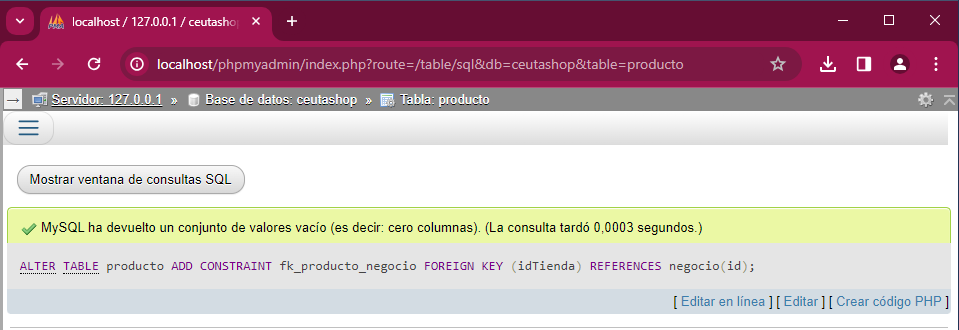 localhost / 127.0.0.1 / ceutasho
localhost/phpmyadmin/index.php?route=/table/sql&db=ceutashop&table=producto
Servidor: 127.0.0.1 » Base de datos: ceutashop » Tabla: producto
Mostrar ventana de consultas SQL
MySQL ha devuelto un conjunto de valores vacío (es decir: cero columnas). (La consulta tardó 0,0003 segundos.)
ALTER TABLE producto ADD CONSTRAINT fk_producto_negocio FOREIGN KEY (idTienda) REFERENCES negocio(id);
[ Editar en línea ] [ Editar ] [ Crear código PHP ]